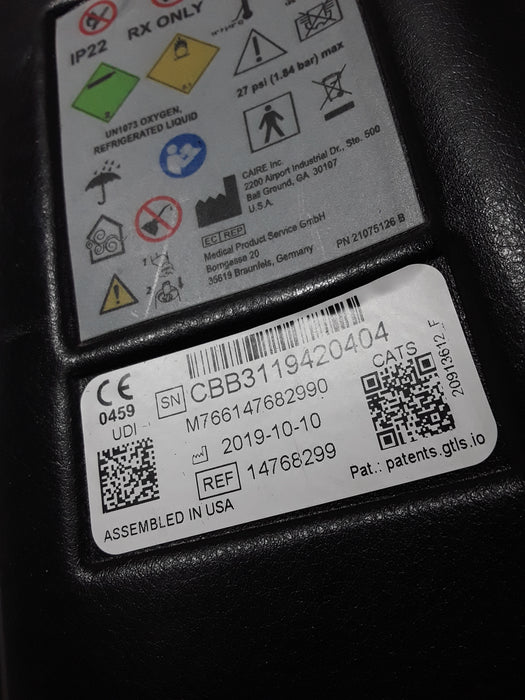 IP22
RX ONLY
27 psi (1.84 bar) max
UN1073 OXYGEN,
REFRIGERATED LIQUID
CAIRE Inc.
2200 Airport Industrial Dr., Ste. 500
Ball Ground, GA 30107
U.S.A.
EC REP
Medical Product Service GmbH
Borngasse 20
35619 Braunfels, Germany
PN 21075126 B
CE
0459
SN
CBB3119420404
UDI
M766147682990
CATS
20913672_F
2019-10-10
REF
14768299
ASSEMBLED IN USA
Pat.: patents.gtls.io